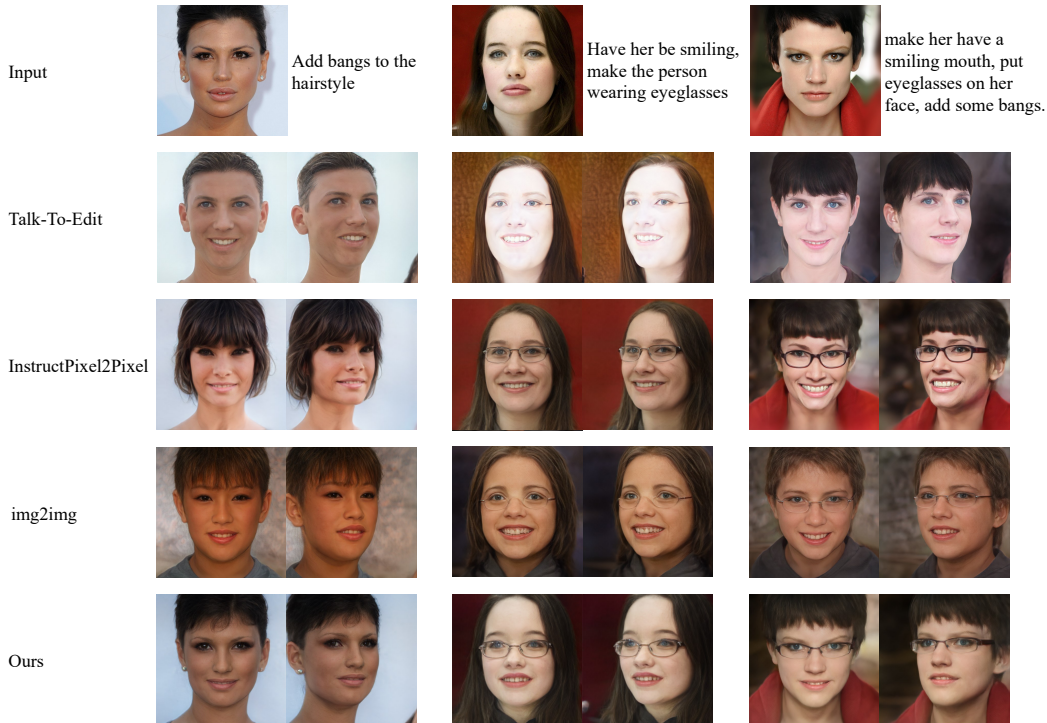 Input
Add bangs to the
hairstyle
Have her be smiling,
make the person
wearing eyeglasses
make her have a
smiling mouth, put
eyeglasses on her
face, add some bangs.
Talk-To-Edit
InstructPixel2Pixel
img2img
Ours